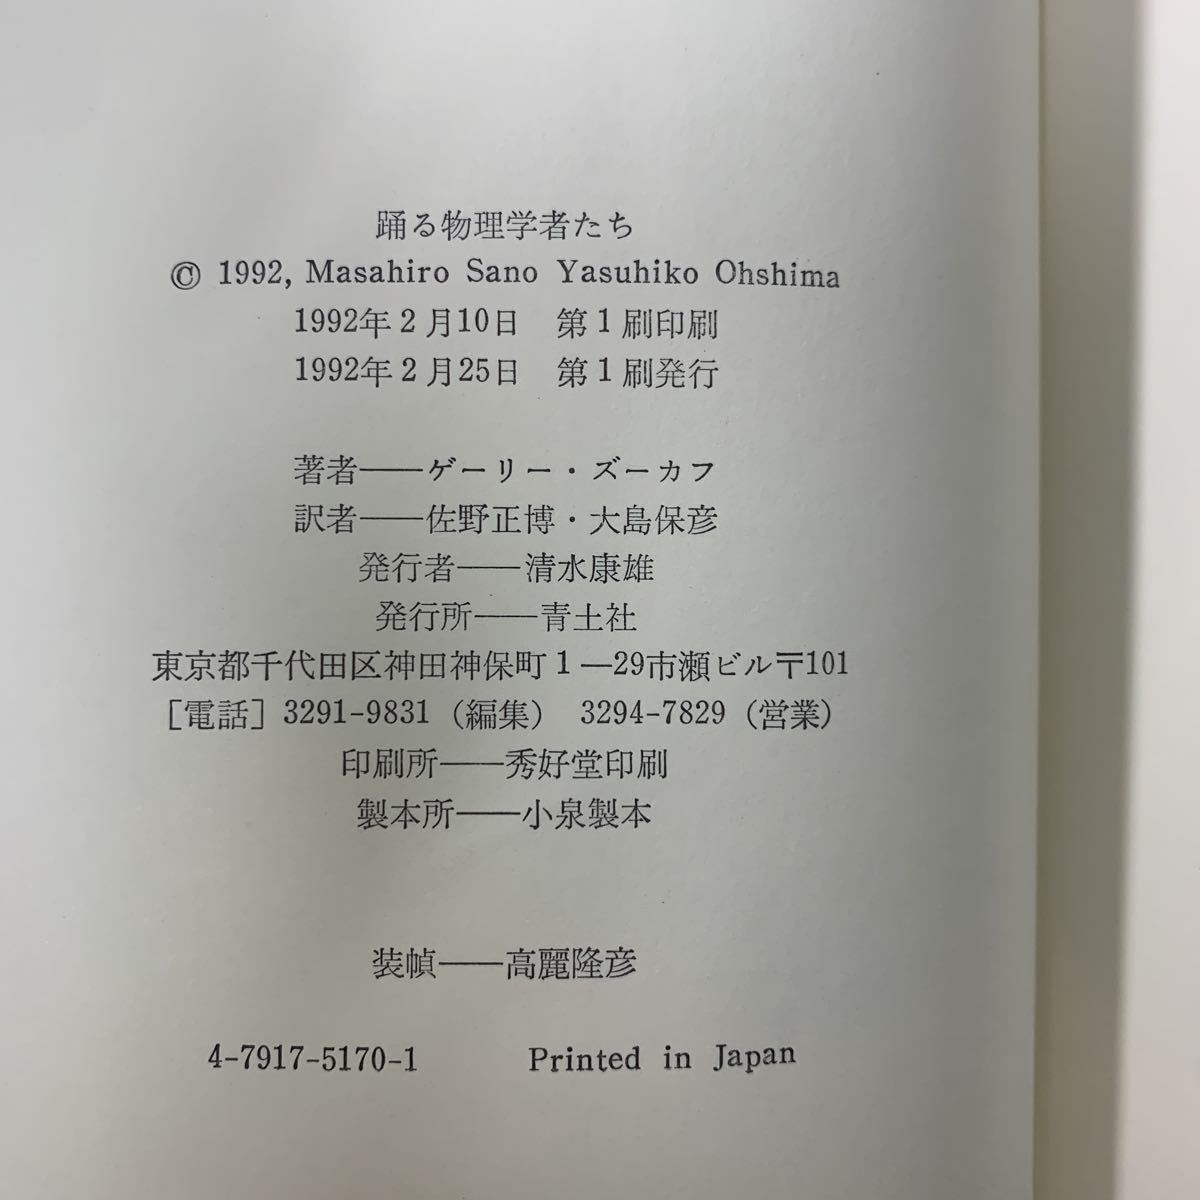 踊る物理学者たち
© 1992, Masahiro Sano Yasuhiko Ohshima
1992年2月10日　第1刷印刷
1992年2月25日　第1刷発行
著者――ゲーリー・ズーカフ
訳者――佐野正博・大島保彦
発行者――清水康雄
発行所――青土社
東京都千代田区神田神保町1―29市瀬ビル〒101
［電話］3291-9831（編集）　3294-7829（営業）
印刷所――秀好堂印刷
製本所――小泉製本
装幀――高麗隆彦
4-7917-5170-1　Printed in Japan